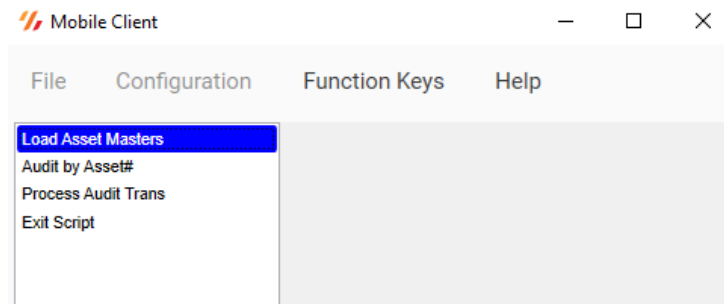 Mobile Client
File Configuration Function Keys Help
Load Asset Masters
Audit by Asset#
Process Audit Trans
Exit Script